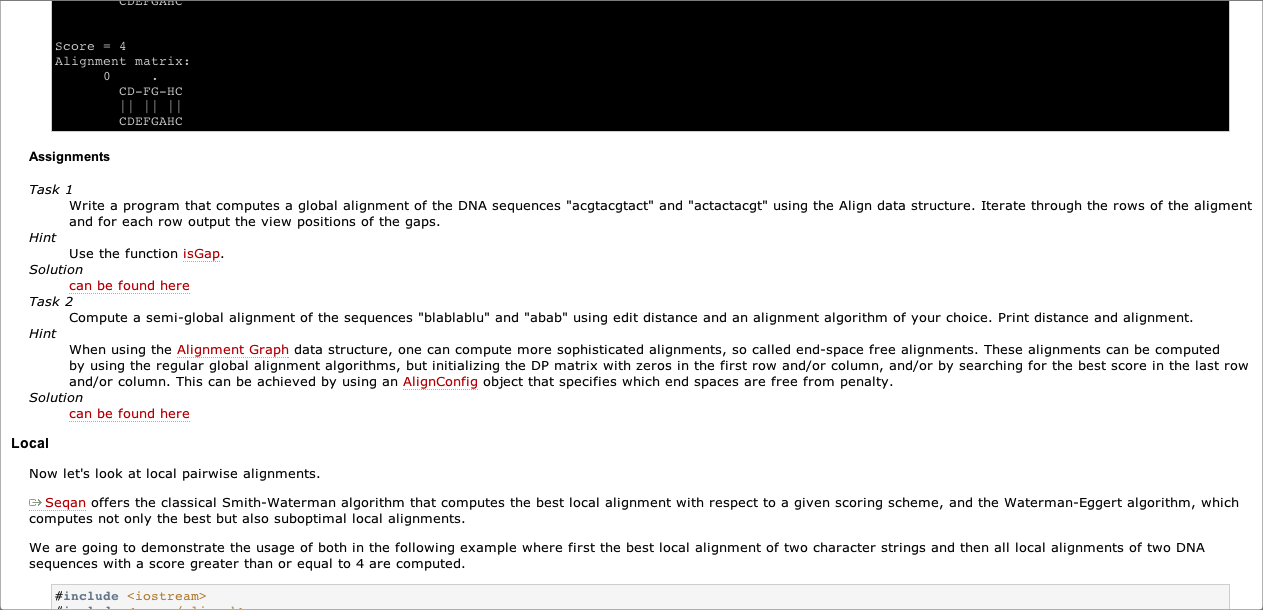 CDEFGAHC
Score = 4
Alignment matrix:
0     .
CD-FG-HC
|| || ||
CDEFGAHC
Assignments
Task 1
Write a program that computes a global alignment of the DNA sequences "acgtacgtact" and "actactacgt" using the Align data structure. Iterate through the rows of the aligment
and for each row output the view positions of the gaps.
Hint
Use the function isGap.
Solution
can be found here
Task 2
Compute a semi-global alignment of the sequences "blablablu" and "abab" using edit distance and an alignment algorithm of your choice. Print distance and alignment.
Hint
When using the Alignment Graph data structure, one can compute more sophisticated alignments, so called end-space free alignments. These alignments can be computed
by using the regular global alignment algorithms, but initializing the DP matrix with zeros in the first row and/or column, and/or by searching for the best score in the last row
and/or column. This can be achieved by using an AlignConfig object that specifies which end spaces are free from penalty.
Solution
can be found here
Local
Now let's look at local pairwise alignments.
Seqan offers the classical Smith-Waterman algorithm that computes the best local alignment with respect to a given scoring scheme, and the Waterman-Eggert algorithm, which
computes not only the best but also suboptimal local alignments.
We are going to demonstrate the usage of both in the following example where first the best local alignment of two character strings and then all local alignments of two DNA
sequences with a score greater than or equal to 4 are computed.
#include <iostream>